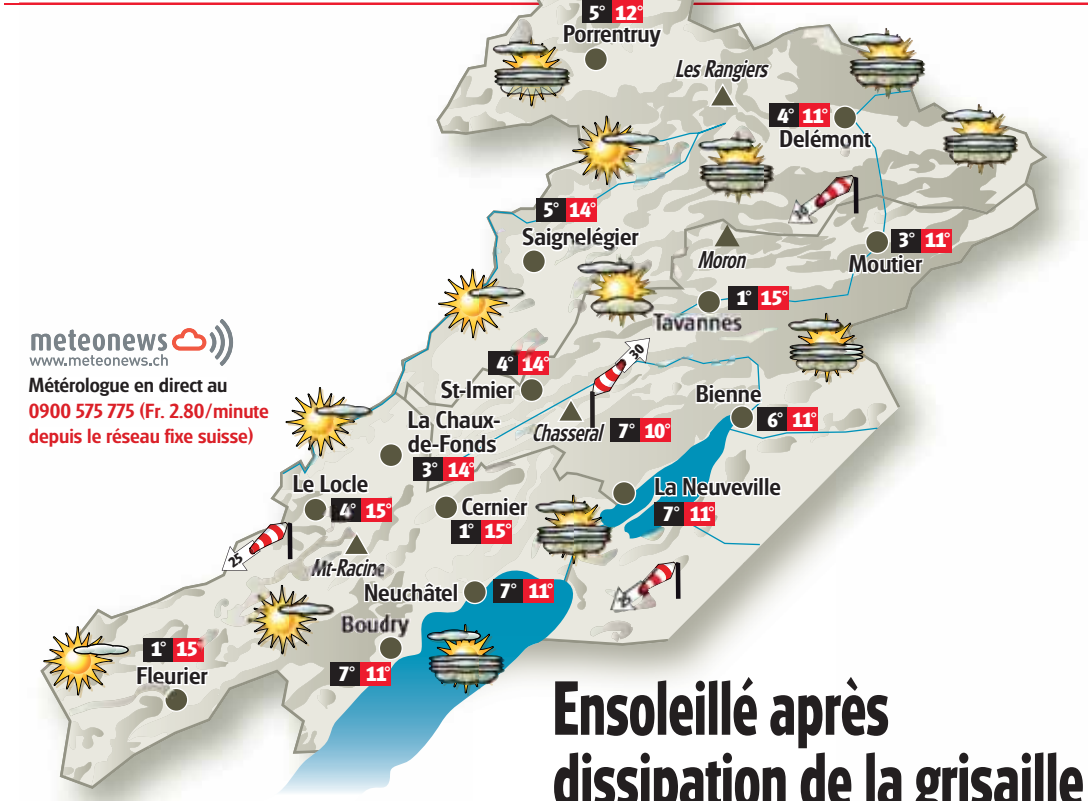 5° 12°
Porrentruy
Les Rangiers
4° 11°
Delémont
5° 14°
Saignelégier
Moron
3° 11°
Moutier
1° 15°
Tavannes
meteonews
www.meteonews.ch
Météorologue en direct au
0900 575 775 (Fr. 2.80/minute
depuis le réseau fixe suisse)
4° 14°
St-Imier
30
Chasseral 7° 10°
Bienne
6° 11°
La Chaux-
de-Fonds
3° 14°
Le Locle
4° 15°
Cernier
1° 15°
La Neuveville
7° 11°
25
Mt-Racine
Neuchâtel 7° 11°
Boudry
7° 11°
1° 15°
Fleurier
Ensoleillé après
dissipation de la grisaille